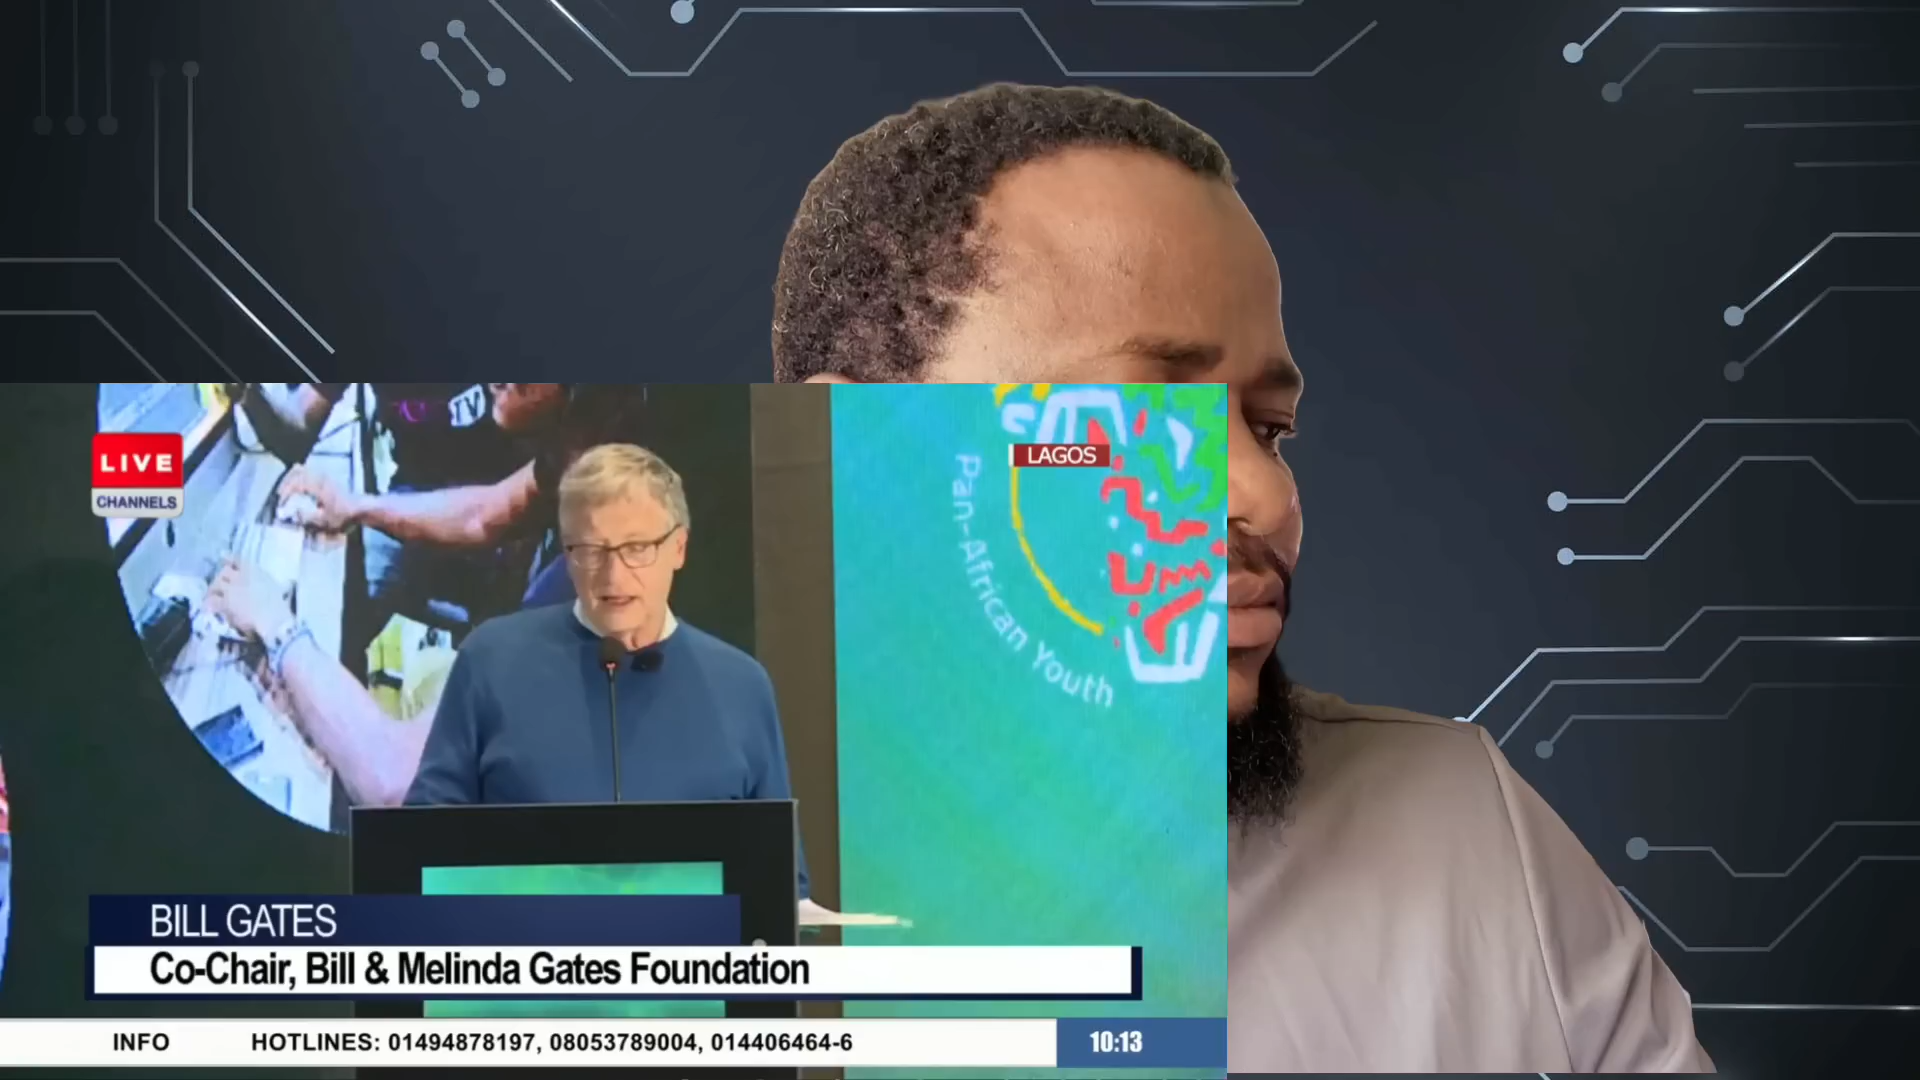 TV
LIVE
CHANNELS
LAGOS
Pan-African Youth
BILL GATES
Co-Chair, Bill & Melinda Gates Foundation
INFO
HOTLINES: 01494878197, 08053789004, 014406464-6
10:13